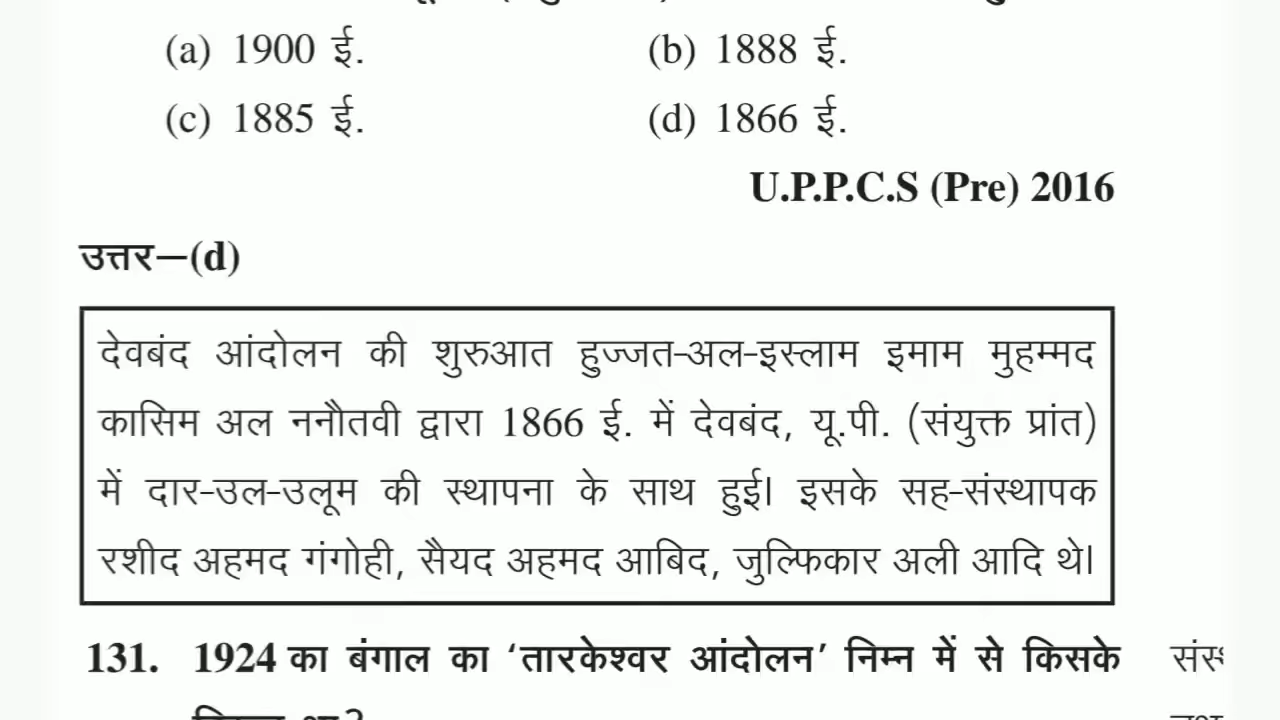 (a) 1900 ई. (b) 1888 ई.
(c) 1885 ई. (d) 1866 ई.
U.P.P.C.S (Pre) 2016
उत्तर—(d)
देवबंद आंदोलन की शुरुआत हुज्जत-अल-इस्लाम इमाम मुहम्मद
कासिम अल ननौतवी द्वारा 1866 ई. में देवबंद, यू.पी. (संयुक्त प्रांत)
में दार-उल-उलूम की स्थापना के साथ हुई। इसके सह-संस्थापक
रशीद अहमद गंगोही, सैयद अहमद आबिद, जुल्फिकार अली आदि थे।
131. 1924 का बंगाल का ‘तारकेश्वर आंदोलन’ निम्न में से किसके